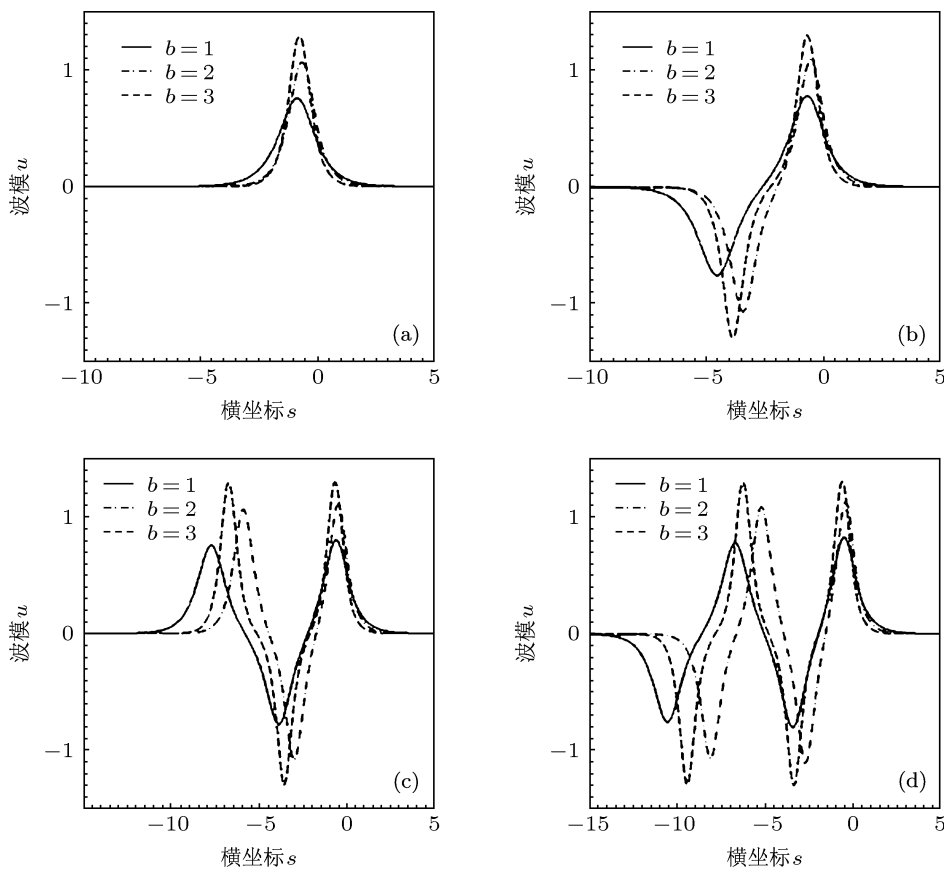 b = 1
b = 2
b = 3
1
0
−1
波模 u
(a)
−10
−5
0
5
横坐标 s
b = 1
b = 2
b = 3
1
0
−1
波模 u
(b)
−10
−5
0
5
横坐标 s
b = 1
b = 2
b = 3
1
0
−1
波模 u
(c)
−10
−5
0
5
横坐标 s
b = 1
b = 2
b = 3
1
0
−1
波模 u
(d)
−15
−10
−5
0
5
横坐标 s